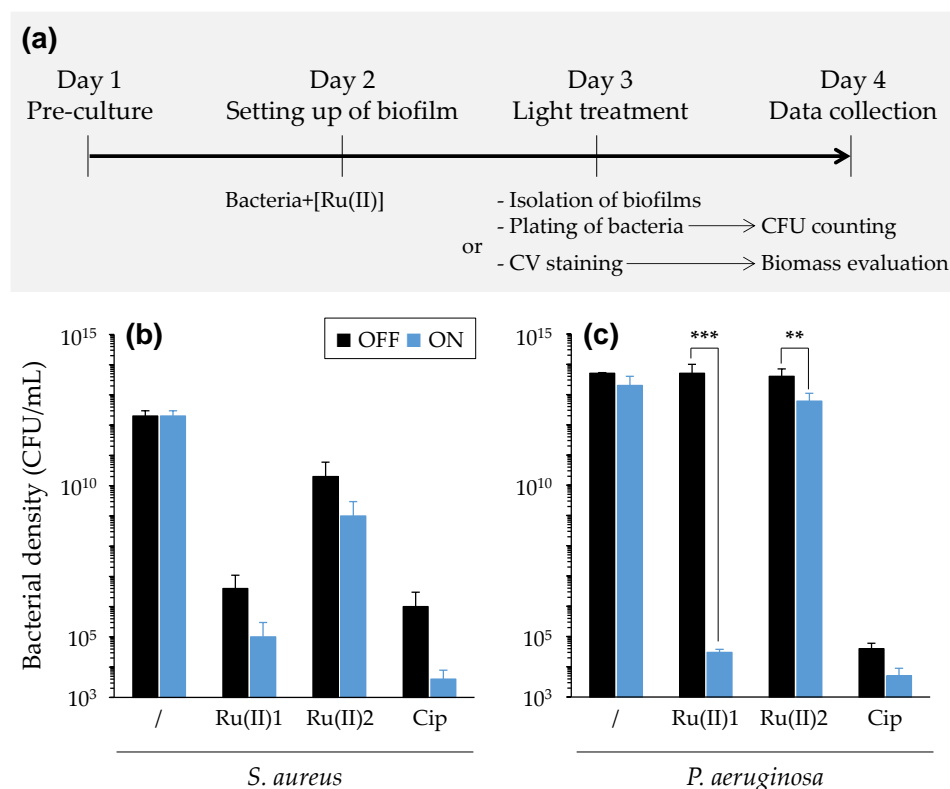 (a)
Day 1
Pre-culture
Day 2
Setting up of biofilm
Day 3
Light treatment
Day 4
Data collection
Bacteria+[Ru(II)]
- Isolation of biofilms
- Plating of bacteria
CFU counting
or
- CV staining
Biomass evaluation
(b)
OFF ON
Bacterial density (CFU/mL)
10¹⁵
10¹⁰
10⁵
10³
/ Ru(II)1 Ru(II)2 Cip
S. aureus
(c)
*** **
10¹⁵
10¹⁰
10⁵
10³
/ Ru(II)1 Ru(II)2 Cip
P. aeruginosa